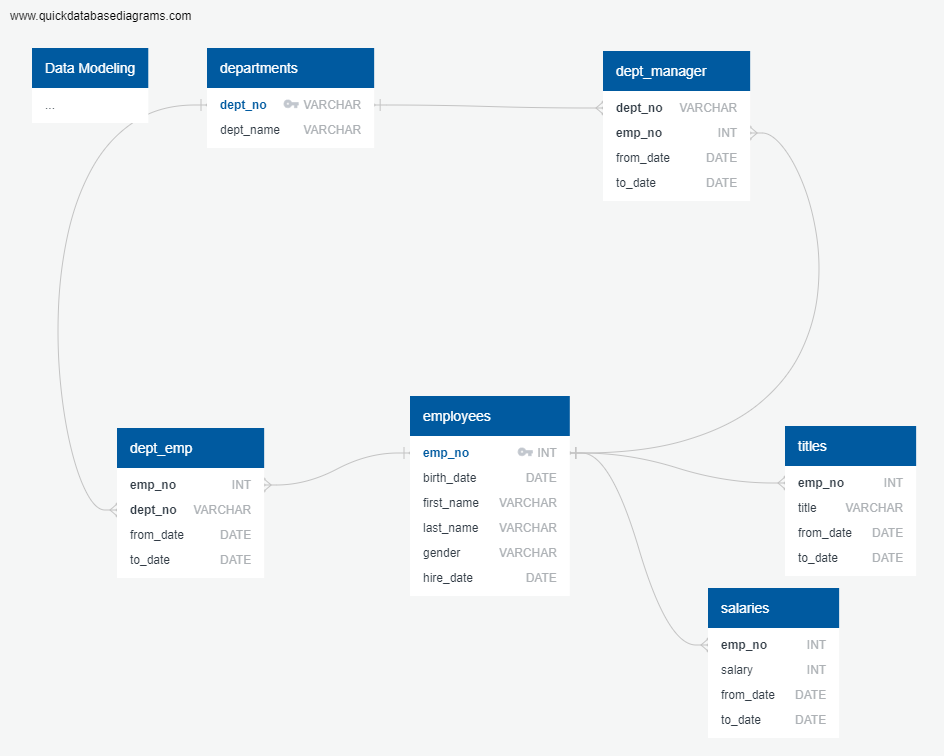 www.quickdatabasediagrams.com
Data Modeling
...
departments
dept_no VARCHAR
dept_name VARCHAR
dept_manager
dept_no VARCHAR
emp_no INT
from_date DATE
to_date DATE
dept_emp
emp_no INT
dept_no VARCHAR
from_date DATE
to_date DATE
employees
emp_no INT
birth_date DATE
first_name VARCHAR
last_name VARCHAR
gender VARCHAR
hire_date DATE
titles
emp_no INT
title VARCHAR
from_date DATE
to_date DATE
salaries
emp_no INT
salary INT
from_date DATE
to_date DATE